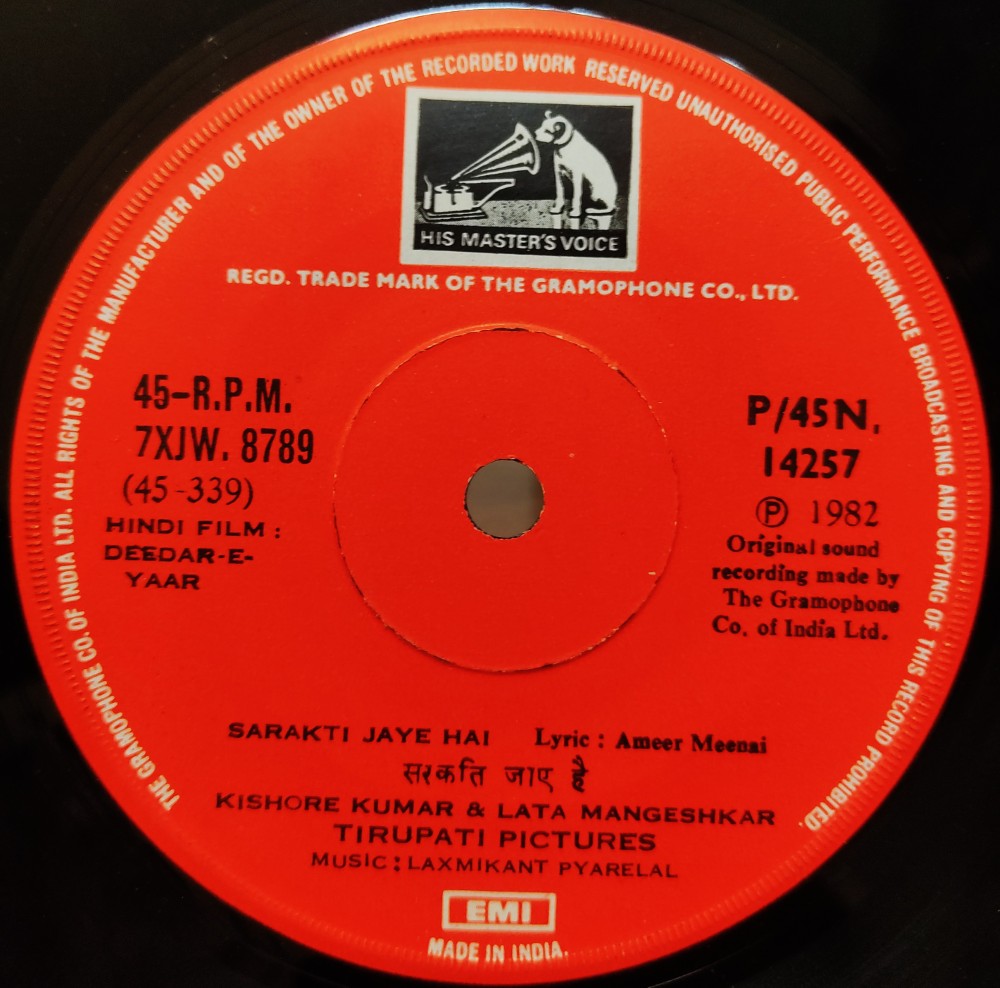 THE GRAMOPHONE CO. OF INDIA LTD. ALL RIGHTS OF THE MANUFACTURER AND OF THE OWNER OF THE RECORDED WORK RESERVED UNAUTHORISED PUBLIC PERFORMANCE BROADCASTING AND COPYING OF THIS RECORD PROHIBITED.
HIS MASTER'S VOICE
REGD. TRADE MARK OF THE GRAMOPHONE CO., LTD.
45-R.P.M.
7XJW. 8789
(45-339)
HINDI FILM :
DEEDAR-E-
YAAR
P/45N.
14257
℗ 1982
Original sound
recording made by
The Gramophone
Co. of India Ltd.
SARAKTI JAYE HAI Lyric : Ameer Meenai
सरकति जाए है
KISHORE KUMAR & LATA MANGESHKAR
TIRUPATI PICTURES
MUSIC : LAXMIKANT PYARELAL
EMI
MADE IN INDIA.